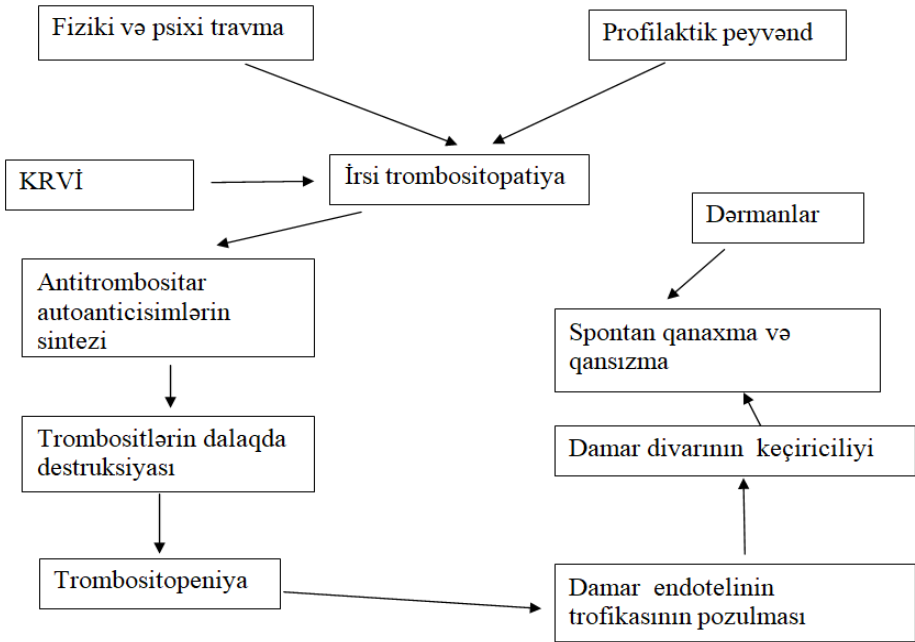 Fiziki və psixi travma
Profilaktik peyvənd
KRVİ
İrsi trombositopatiya
Dərmanlar
Antitrombositar
autoanticisimlərin
sintezi
Spontan qanaxma və
qansızma
Trombositlərin dalaqda
destruksiyası
Damar divarının keçiriciliyi
Trombositopeniya
Damar endotelinin
trofikasının pozulması